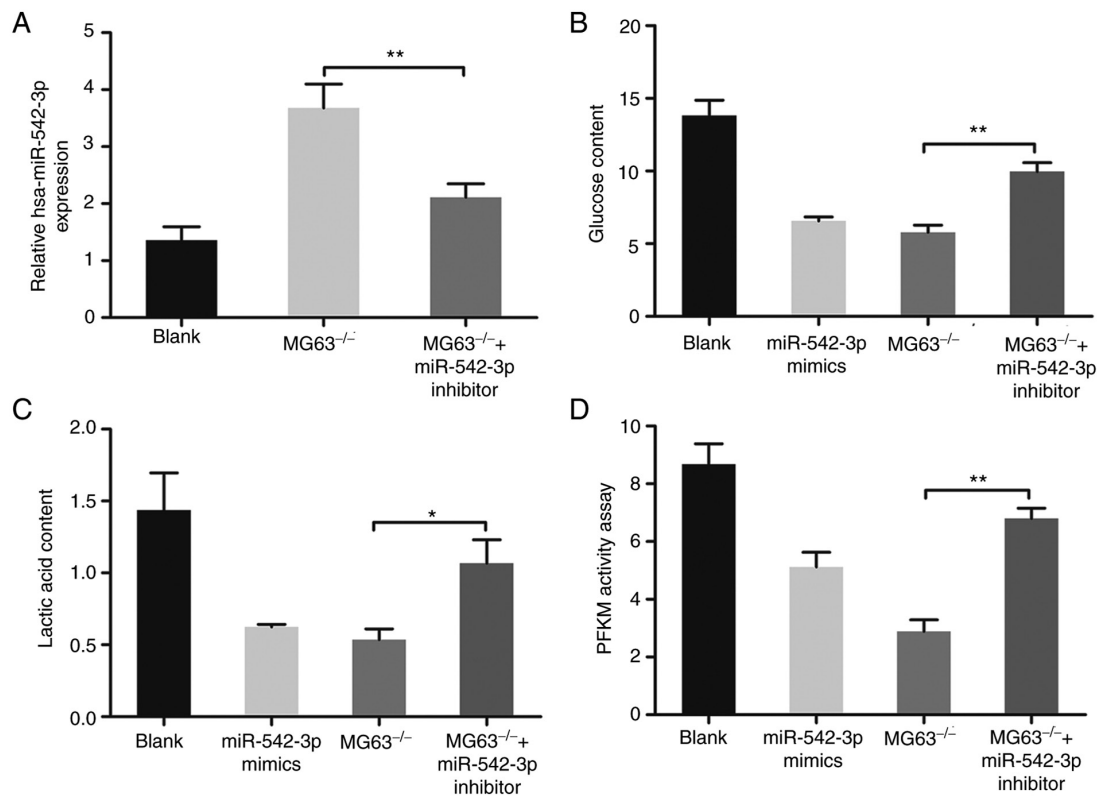 A
Relative hsa-miR-542-3p
expression
5
4
3
2
1
0
**
Blank
MG63−/−
MG63−/−+
miR-542-3p
inhibitor
B
Glucose content
20
15
10
5
0
**
Blank
miR-542-3p
mimics
MG63−/−
MG63−/−+
miR-542-3p
inhibitor
C
Lactic acid content
2.0
1.5
1.0
0.5
0.0
*
Blank
miR-542-3p
mimics
MG63−/−
MG63−/−+
miR-542-3p
inhibitor
D
PFKM activity assay
10
8
6
4
2
0
**
Blank
miR-542-3p
mimics
MG63−/−
MG63−/−+
miR-542-3p
inhibitor